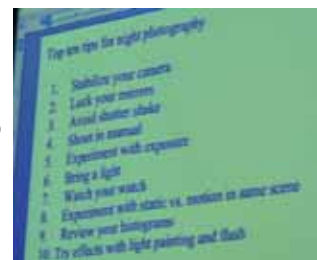 Top ten tips for night photography
1. Stabilize your camera
2. Lock your mirrors
3. Avoid shutter shake
4. Shoot in manual
5. Experiment with exposure
6. Bring a light
7. Watch your watch
8. Experiment with static vs. motion in same scene
9. Review your histograms
10. Try effects with light painting and flash